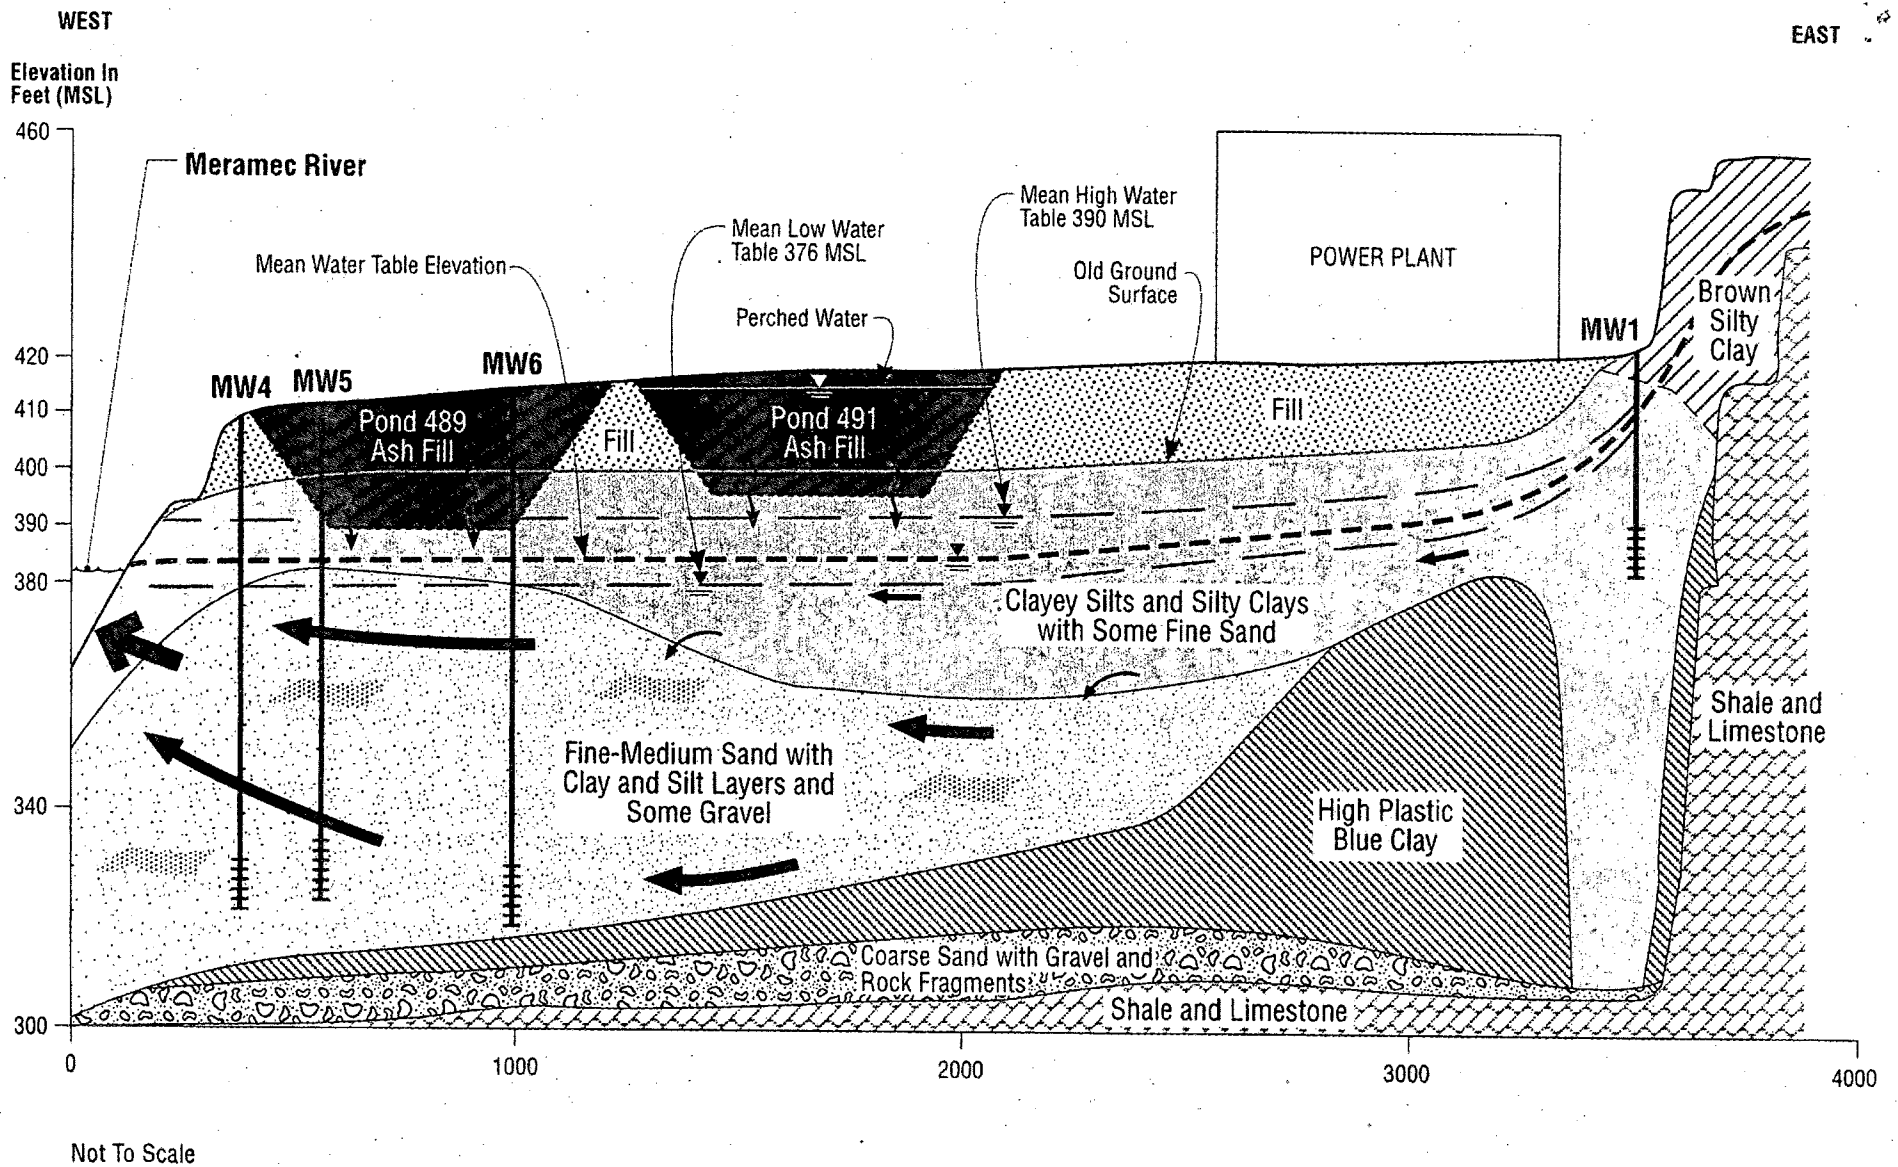 WEST
EAST
Elevation In
Feet (MSL)
460
Meramec River
Mean High Water
Table 390 MSL
Mean Low Water
Table 376 MSL
Mean Water Table Elevation
POWER PLANT
Old Ground
Surface
Perched Water
Brown
Silty
Clay
MW1
420
MW4
MW5
MW6
410
Pond 489
Ash Fill
Fill
Pond 491
Ash Fill
Fill
400
390
380
Clayey Silts and Silty Clays
with Some Fine Sand
Shale and
Limestone
Fine-Medium Sand with
Clay and Silt Layers and
Some Gravel
340
High Plastic
Blue Clay
Coarse Sand with Gravel and
Rock Fragments
Shale and Limestone
300
0
1000
2000
3000
4000
Not To Scale